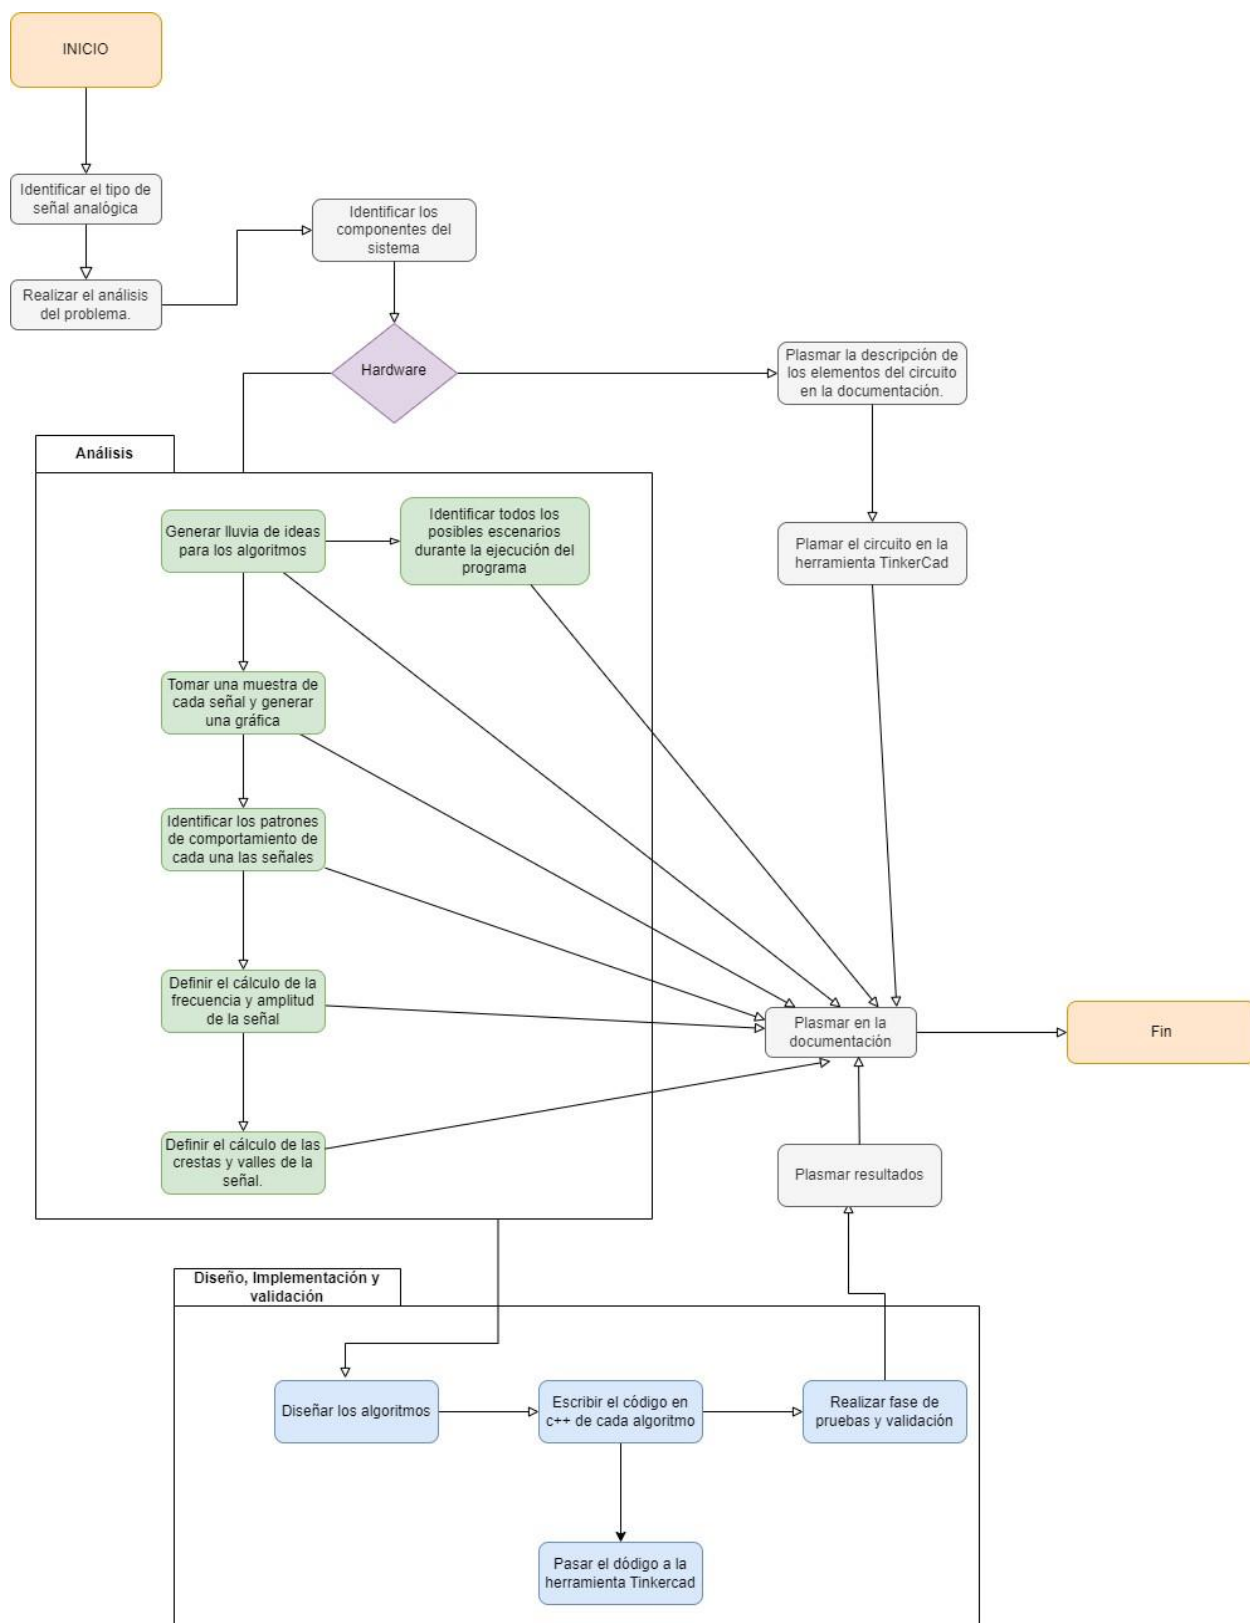 INICIO
Identificar el tipo de
señal analógica
Realizar el análisis
del problema.
Identificar los
componentes del
sistema
Hardware
Plasmar la descripción de
los elementos del circuito
en la documentación.
Plamar el circuito en la
herramienta TinkerCad
Análisis
Generar lluvia de ideas
para los algoritmos
Identificar todos los
posibles escenarios
durante la ejecución del
programa
Tomar una muestra de
cada señal y generar
una gráfica
Identificar los patrones
de comportamiento de
cada una las señales
Definir el cálculo de la
frecuencia y amplitud
de la señal
Definir el cálculo de las
crestas y valles de la
señal.
Plasmar en la
documentación
Fin
Plasmar resultados
Diseño, Implementación y
validación
Diseñar los algoritmos
Escribir el código en
c++ de cada algoritmo
Realizar fase de
pruebas y validación
Pasar el dódigo a la
herramienta Tinkercad